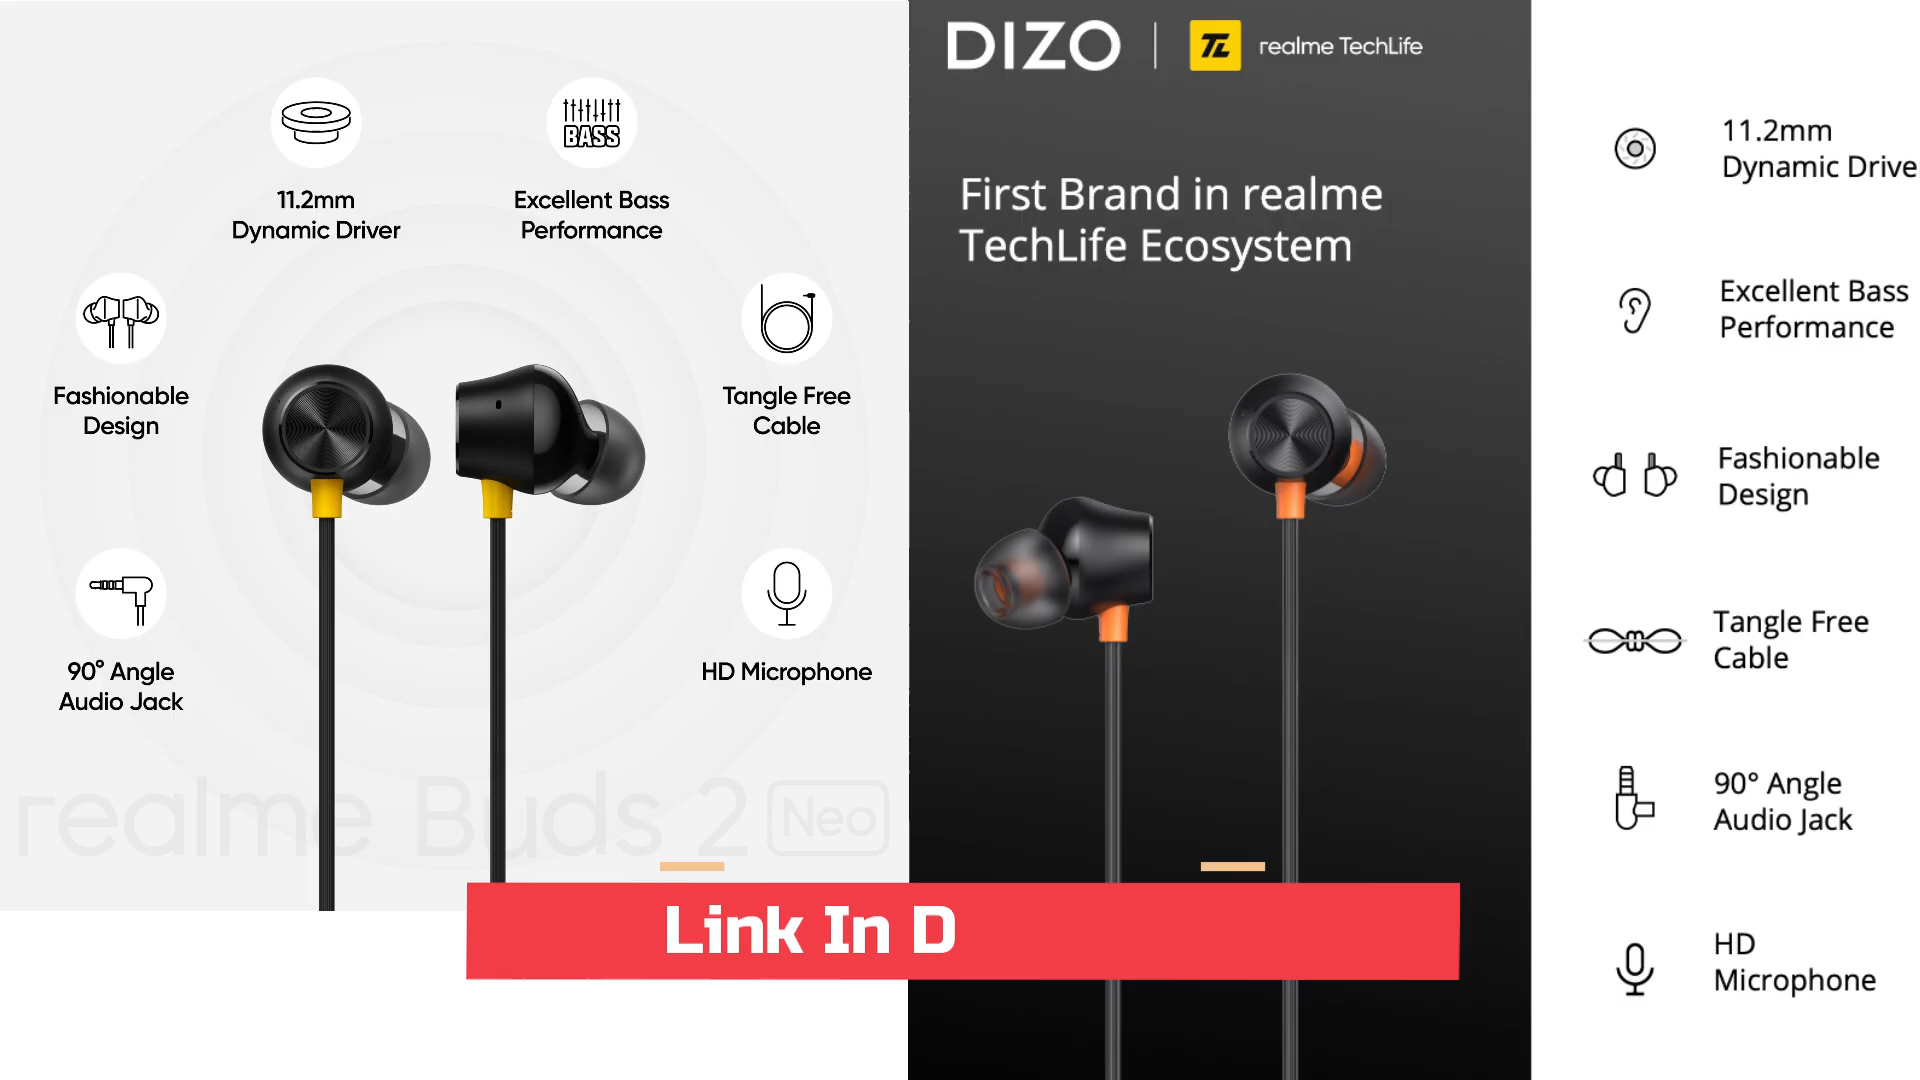 11.2mm
Dynamic Driver
BASS
Excellent Bass
Performance
Fashionable
Design
Tangle Free
Cable
90° Angle
Audio Jack
HD Microphone
realme Buds 2 Neo
DIZO
TL
realme TechLife
First Brand in realme
TechLife Ecosystem
11.2mm
Dynamic Drive
Excellent Bass
Performance
Fashionable
Design
Tangle Free
Cable
90° Angle
Audio Jack
HD
Microphone
Link In D